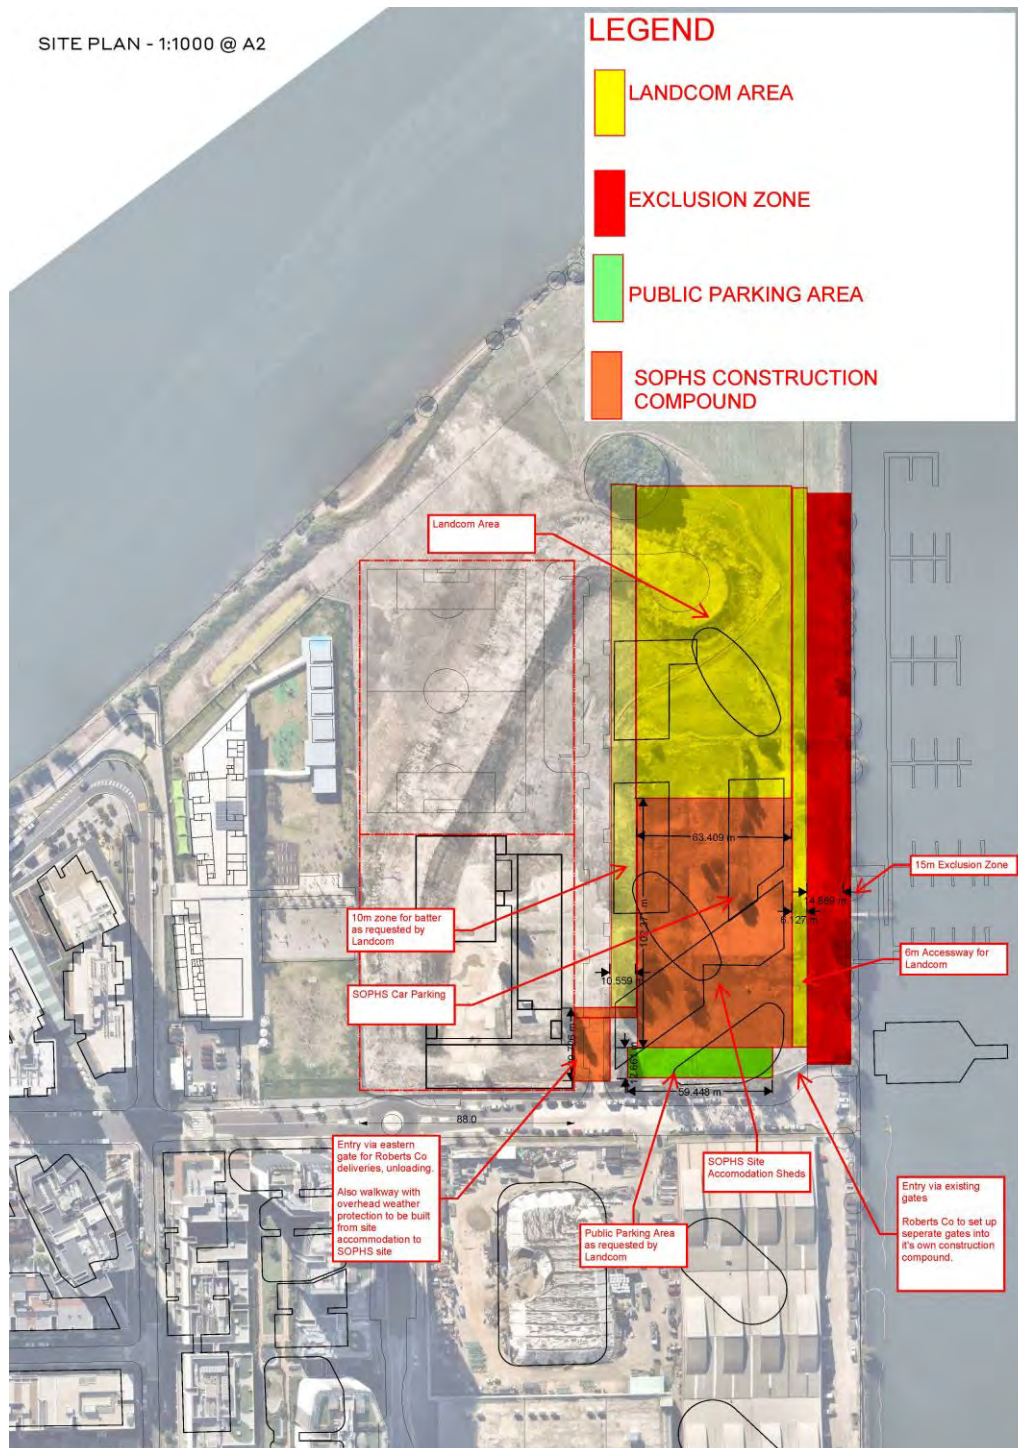 SITE PLAN - 1:1000 @ A2
LEGEND
LANDCOM AREA
EXCLUSION ZONE
PUBLIC PARKING AREA
SOPHS CONSTRUCTION
COMPOUND
Landcom Area
63.409 m
15m Exclusion Zone
14.869 m
6.127 m
10m zone for batter
as requested by
Landcom
6m Accessway for
Landcom
10.559 m
SOPHS Car Parking
59.448 m
88.0
Entry via eastern
gate for Roberts Co
deliveries, unloading.
Also walkway with
overhead weather
protection to be built
from site
accommodation to
SOPHS site
SOPHS Site
Accomodation Sheds
Public Parking Area
as requested by
Landcom
Entry via existing
gates
Roberts Co to set up
seperate gates into
it's own construction
compound.